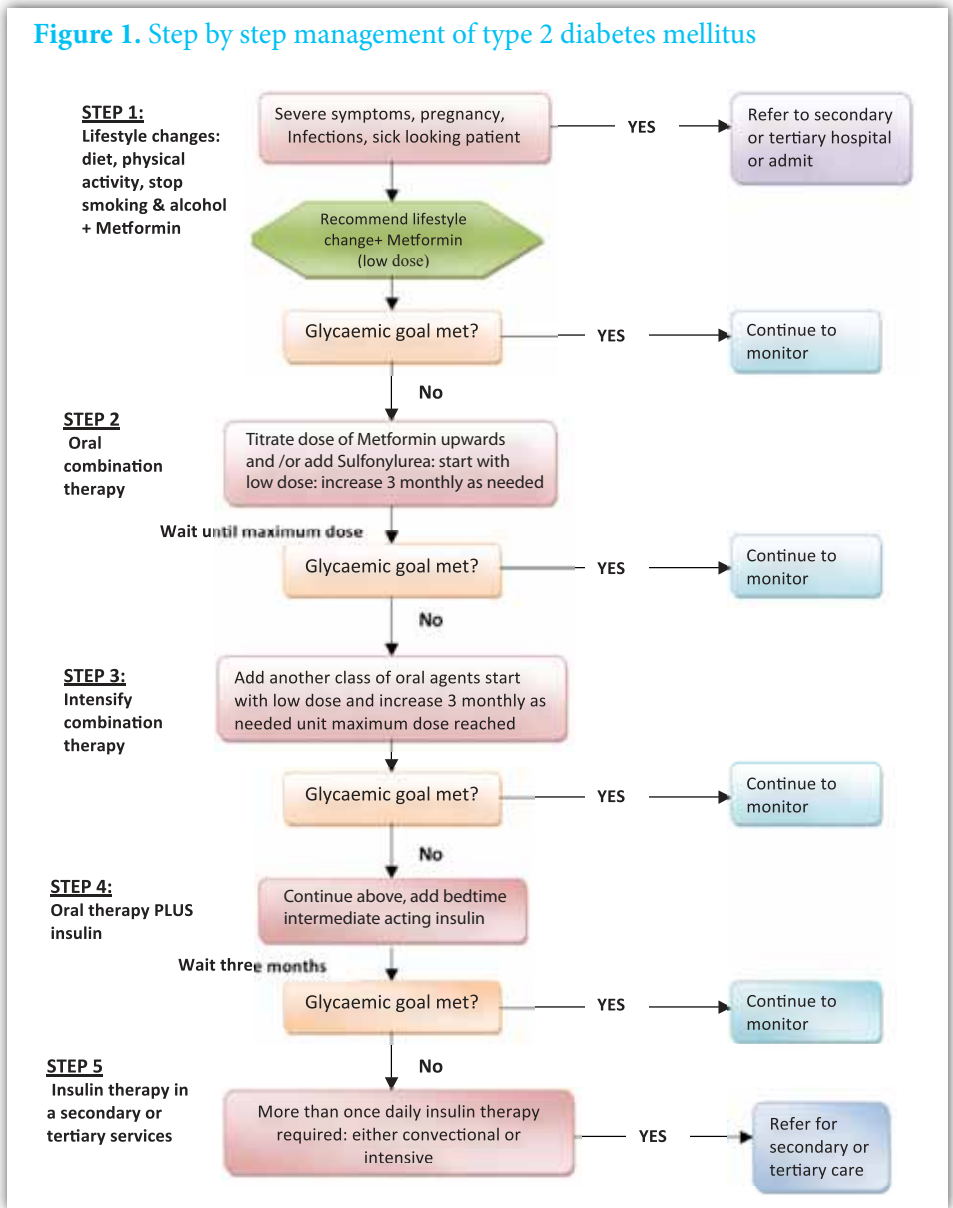 Figure 1. Step by step management of type 2 diabetes mellitus
STEP 1:
Lifestyle changes:
diet, physical
activity, stop
smoking & alcohol
+ Metformin
Severe symptoms, pregnancy,
Infections, sick looking patient
YES
Refer to secondary
or tertiary hospital
or admit
Recommend lifestyle
change+ Metformin
(low dose)
Glycaemic goal met?
YES
Continue to
monitor
No
STEP 2
Oral
combination
therapy
Titrate dose of Metformin upwards
and /or add Sulfonylurea: start with
low dose: increase 3 monthly as needed
Wait until maximum dose
Glycaemic goal met?
YES
Continue to
monitor
No
STEP 3:
Intensify
combination
therapy
Add another class of oral agents start
with low dose and increase 3 monthly as
needed unit maximum dose reached
Glycaemic goal met?
YES
Continue to
monitor
No
STEP 4:
Oral therapy PLUS
insulin
Continue above, add bedtime
intermediate acting insulin
Wait three months
Glycaemic goal met?
YES
Continue to
monitor
No
STEP 5
Insulin therapy in
a secondary or
tertiary services
More than once daily insulin therapy
required: either convectional or
intensive
YES
Refer for
secondary or
tertiary care